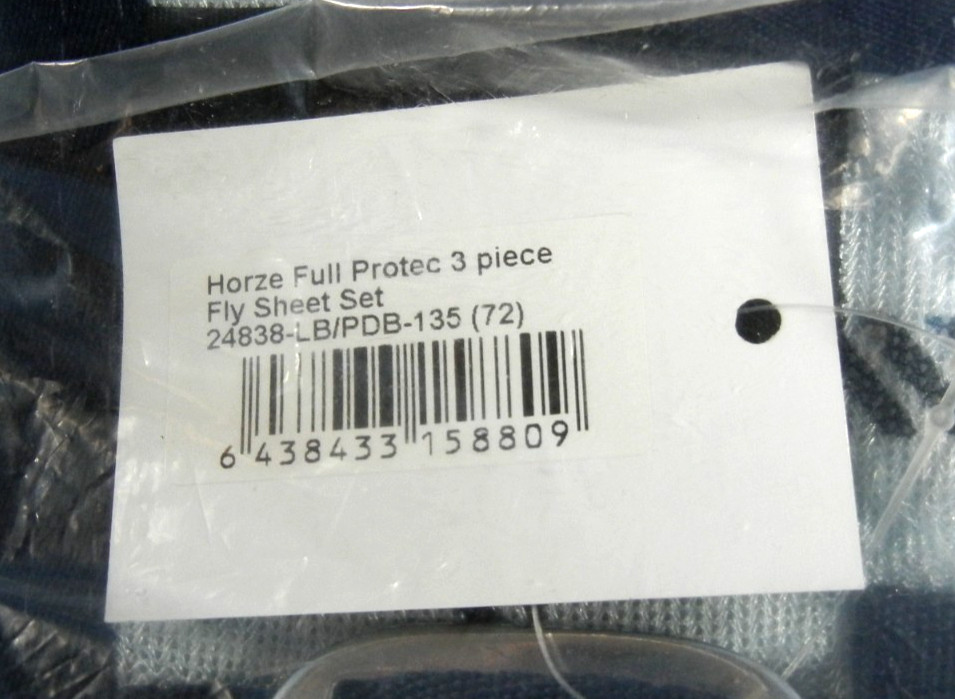 Horze Full Protec 3 piece
Fly Sheet Set
24838-LB/PDB-135 (72)
6 438433 158809